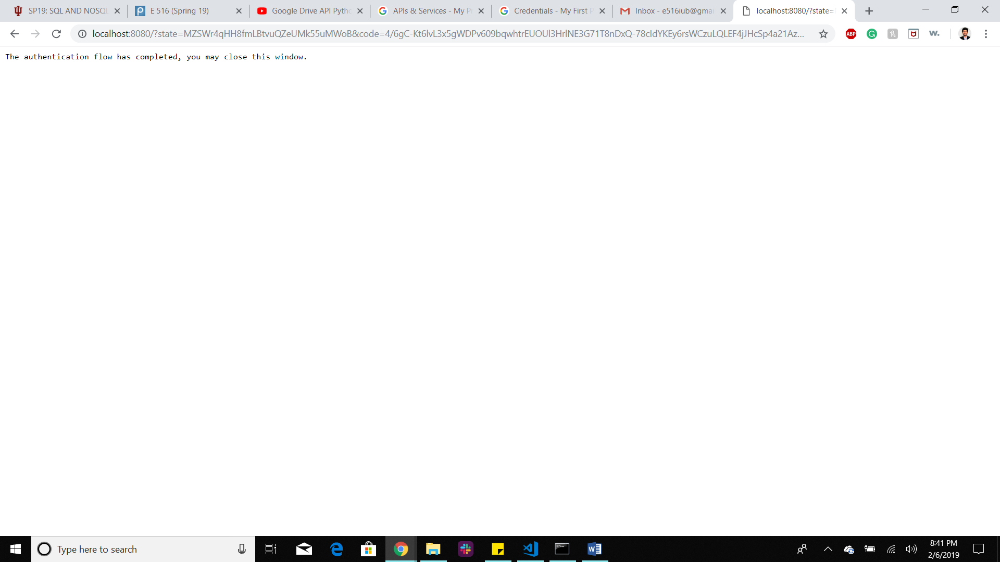 SP19: SQL AND NOSQL
E 516 (Spring 19)
Google Drive API Pytho
APIs & Services - My P
Credentials - My First P
Inbox - e516iub@gmai
localhost:8080/?state=
localhost:8080/?state=MZSWr4qHH8fmLBtvuQZeUMk55uMWoB&code=4/6gC-Kt6lvL3x5gWDPv609bqwhtrEUOUl3HrlNE3G71T8nDxQ-78cIdYKEy6rsWCzuLQLEF4jJHcSp4a21Az...
ABP
w.
The authentication flow has completed, you may close this window.
Type here to search
8:41 PM
2/6/2019